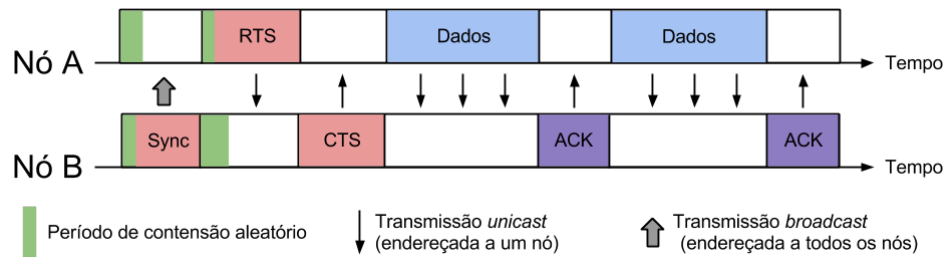 RTS
Dados
Dados
Nó A
Tempo
Sync
CTS
ACK
ACK
Nó B
Tempo
Período de contensão aleatório
Transmissão unicast
(endereçada a um nó)
Transmissão broadcast
(endereçada a todos os nós)